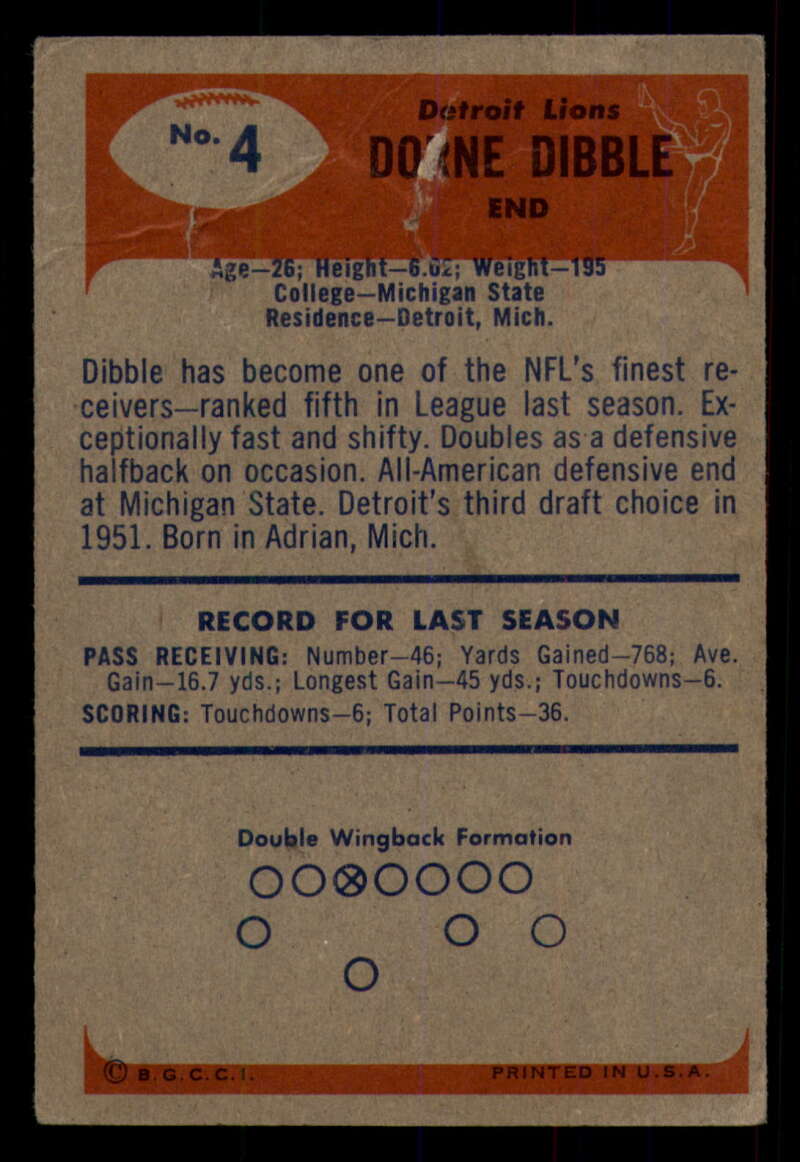 No. 4
Detroit Lions
DORNE DIBBLE
END
Age—26; Height—6.02; Weight—195
College—Michigan State
Residence—Detroit, Mich.
Dibble has become one of the NFL's finest re-
ceivers—ranked fifth in League last season. Ex-
ceptionally fast and shifty. Doubles as a defensive
halfback on occasion. All-American defensive end
at Michigan State. Detroit's third draft choice in
1951. Born in Adrian, Mich.
RECORD FOR LAST SEASON
PASS RECEIVING: Number—46; Yards Gained—768; Ave.
Gain—16.7 yds.; Longest Gain—45 yds.; Touchdowns—6.
SCORING: Touchdowns—6; Total Points—36.
Double Wingback Formation
© B.G.C.C.I. PRINTED IN U.S.A.